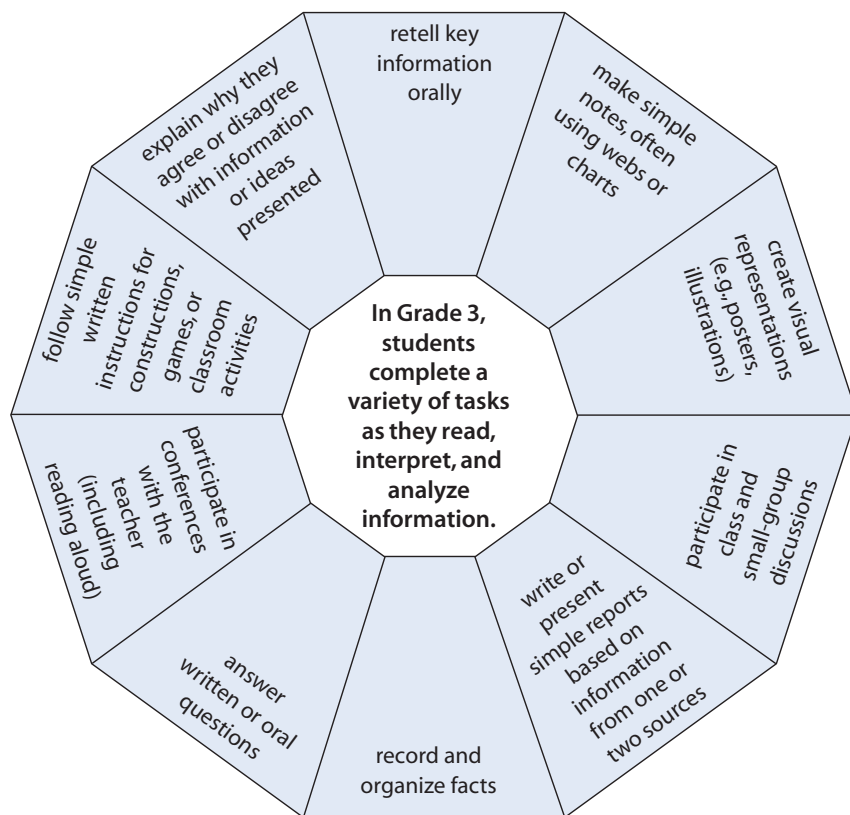 retell key
information
orally
make simple
notes, often
using webs or
charts
create visual
representations
(e.g., posters,
illustrations)
participate in
class and
small-group
discussions
write or
present
simple reports
based on
information
from one or
two sources
record and
organize facts
answer
written or oral
questions
participate in
conferences
with the
teacher
(including
reading aloud)
follow simple
written
instructions for
constructions,
games, or
classroom
activities
explain why they
agree or disagree
with information
or ideas
presented
In Grade 3,
students
complete a
variety of tasks
as they read,
interpret, and
analyze
information.